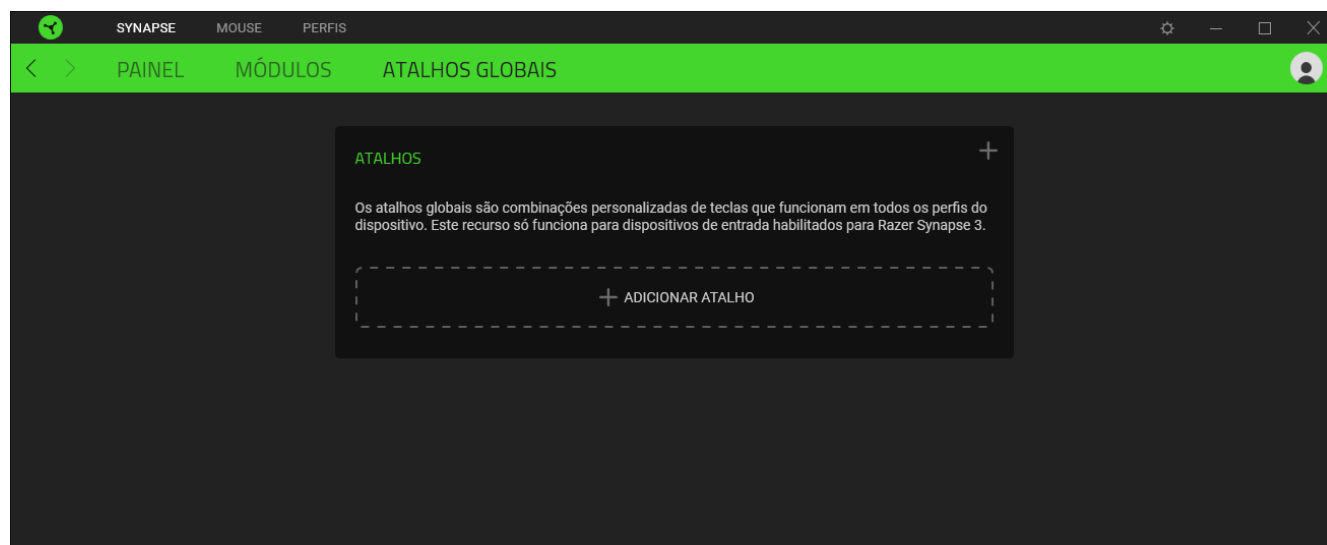 SYNAPSE MOUSE PERFIS
PAINEL MÓDULOS ATALHOS GLOBAIS
ATALHOS
Os atalhos globais são combinações personalizadas de teclas que funcionam em todos os perfis do
dispositivo. Este recurso só funciona para dispositivos de entrada habilitados para Razer Synapse 3.
ADICIONAR ATALHO